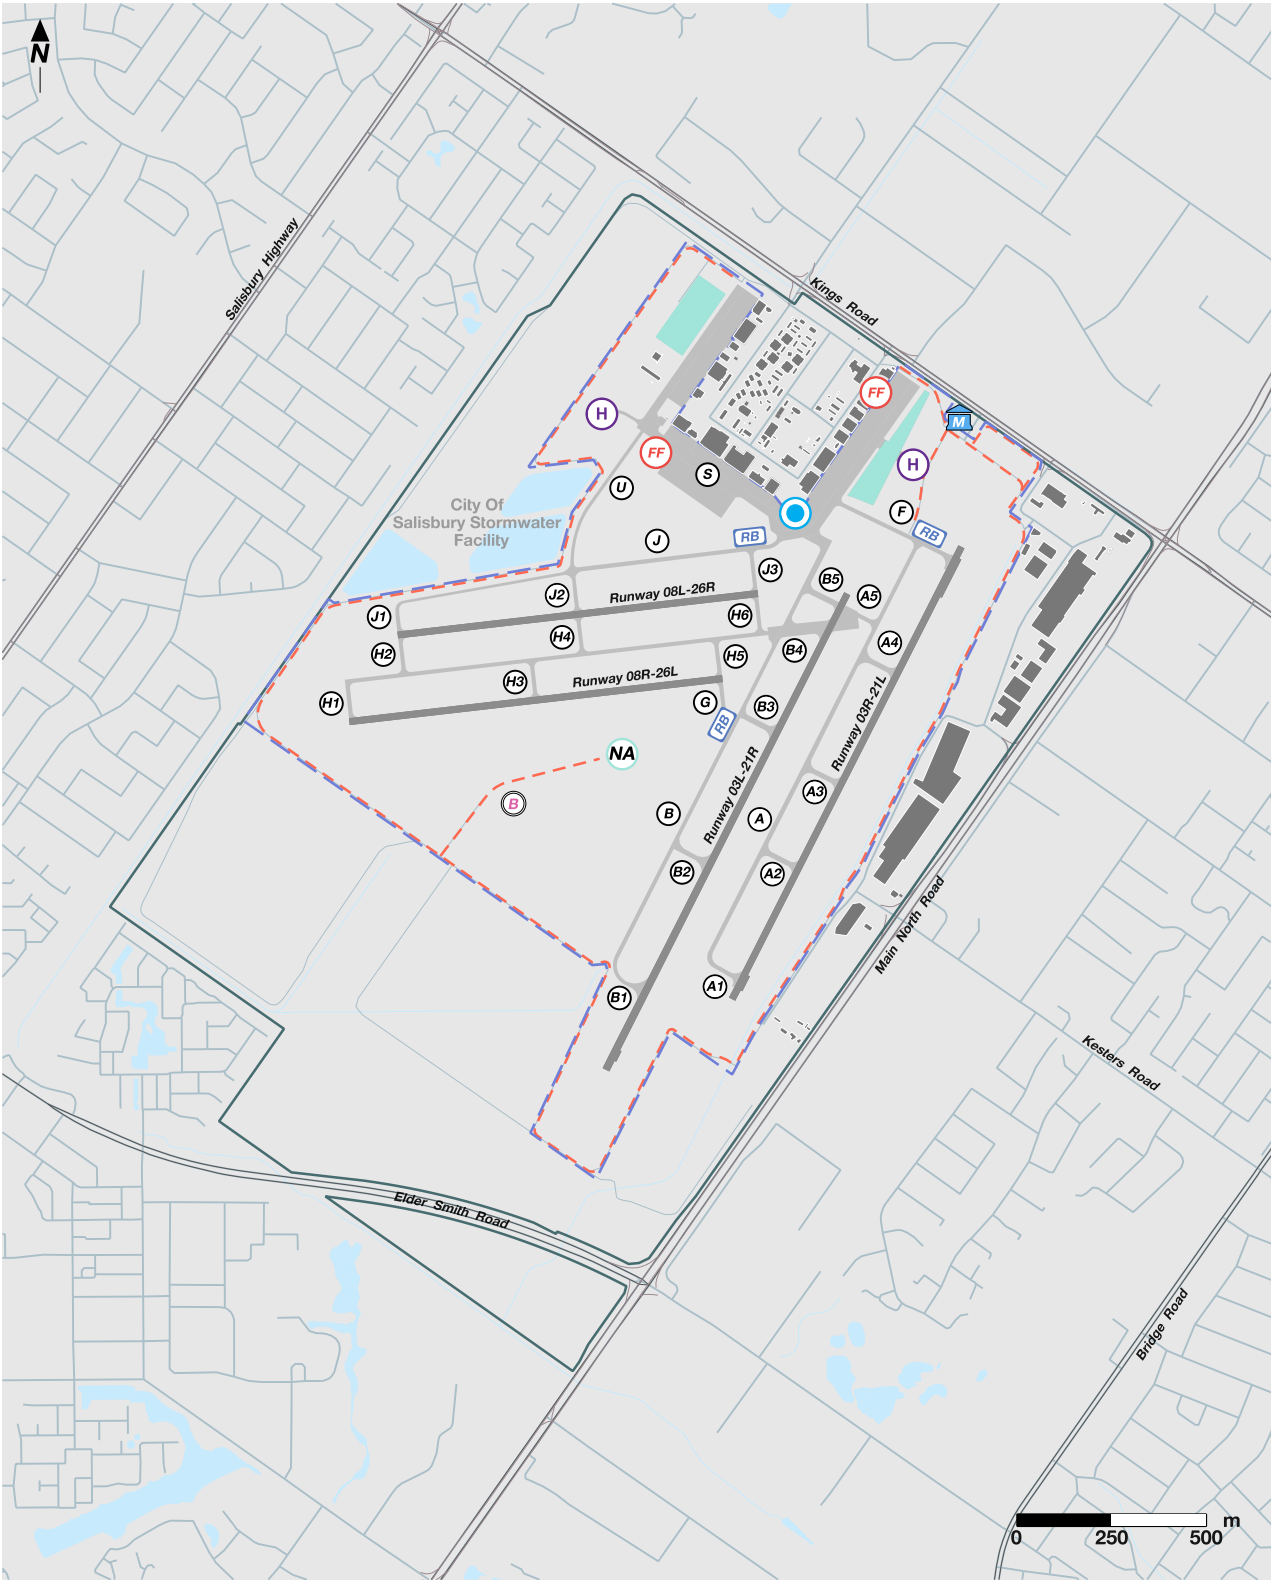 N
Salisbury Highway
Kings Road
FF
M
H
H
FF
S
U
City Of
Salisbury Stormwater
Facility
F
RB
RB
J
J3
B5
A5
J2
Runway 08L-26R
J1
H6
H4
A4
H2
B4
H5
H3
Runway 08R-26L
H1
G
B3
RB
Runway 03R-21L
NA
Runway 03L-21R
A3
B
B
A
B2
A2
Main North Road
A1
B1
Kesters Road
Elder Smith Road
Bridge Road
m
0
250
500